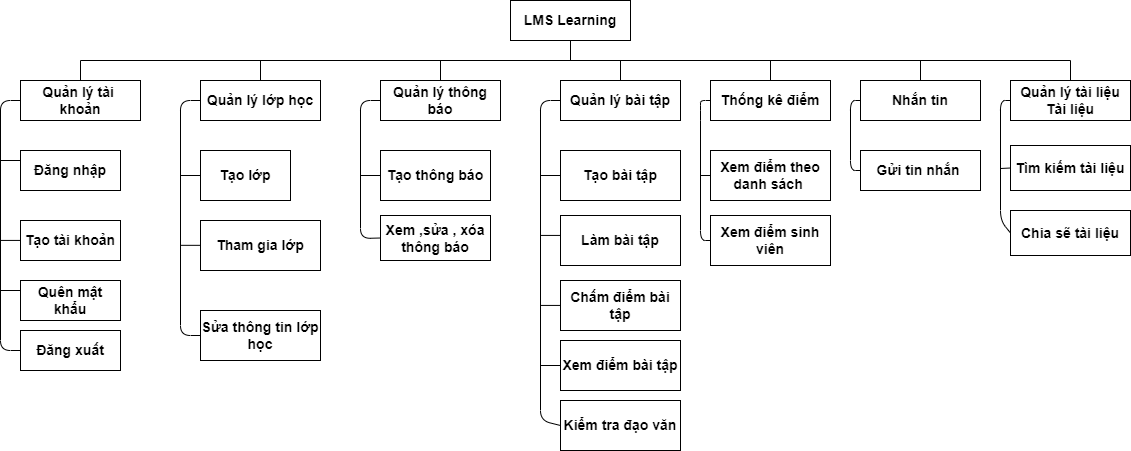 LMS Learning
Quản lý tài
khoản
Đăng nhập
Tạo tài khoản
Quên mật
khẩu
Đăng xuất
Quản lý lớp học
Tạo lớp
Tham gia lớp
Sửa thông tin lớp
học
Quản lý thông
báo
Tạo thông báo
Xem ,sửa , xóa
thông báo
Quản lý bài tập
Tạo bài tập
Làm bài tập
Chấm điểm bài
tập
Xem điểm bài tập
Kiểm tra đạo văn
Thống kê điểm
Xem điểm theo
danh sách
Xem điểm sinh
viên
Nhắn tin
Gửi tin nhắn
Quản lý tài liệu
Tài liệu
Tìm kiếm tài liệu
Chia sẽ tài liệu